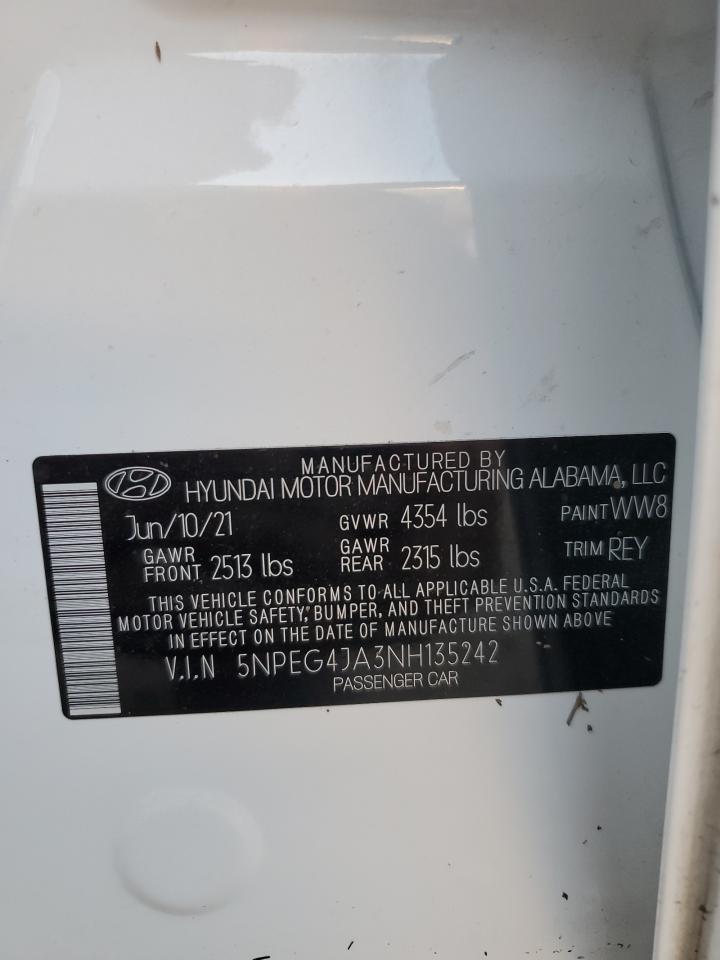 MANUFACTURED BY
HYUNDAI MOTOR MANUFACTURING ALABAMA, LLC
Jun/10/21 GVWR 4354 lbs PAINT WW8
GAWR FRONT 2513 lbs GAWR REAR 2315 lbs TRIM REY
THIS VEHICLE CONFORMS TO ALL APPLICABLE U.S.A. FEDERAL
MOTOR VEHICLE SAFETY, BUMPER, AND THEFT PREVENTION STANDARDS
IN EFFECT ON THE DATE OF MANUFACTURE SHOWN ABOVE
V.I.N 5NPEG4JA3NH135242
PASSENGER CAR